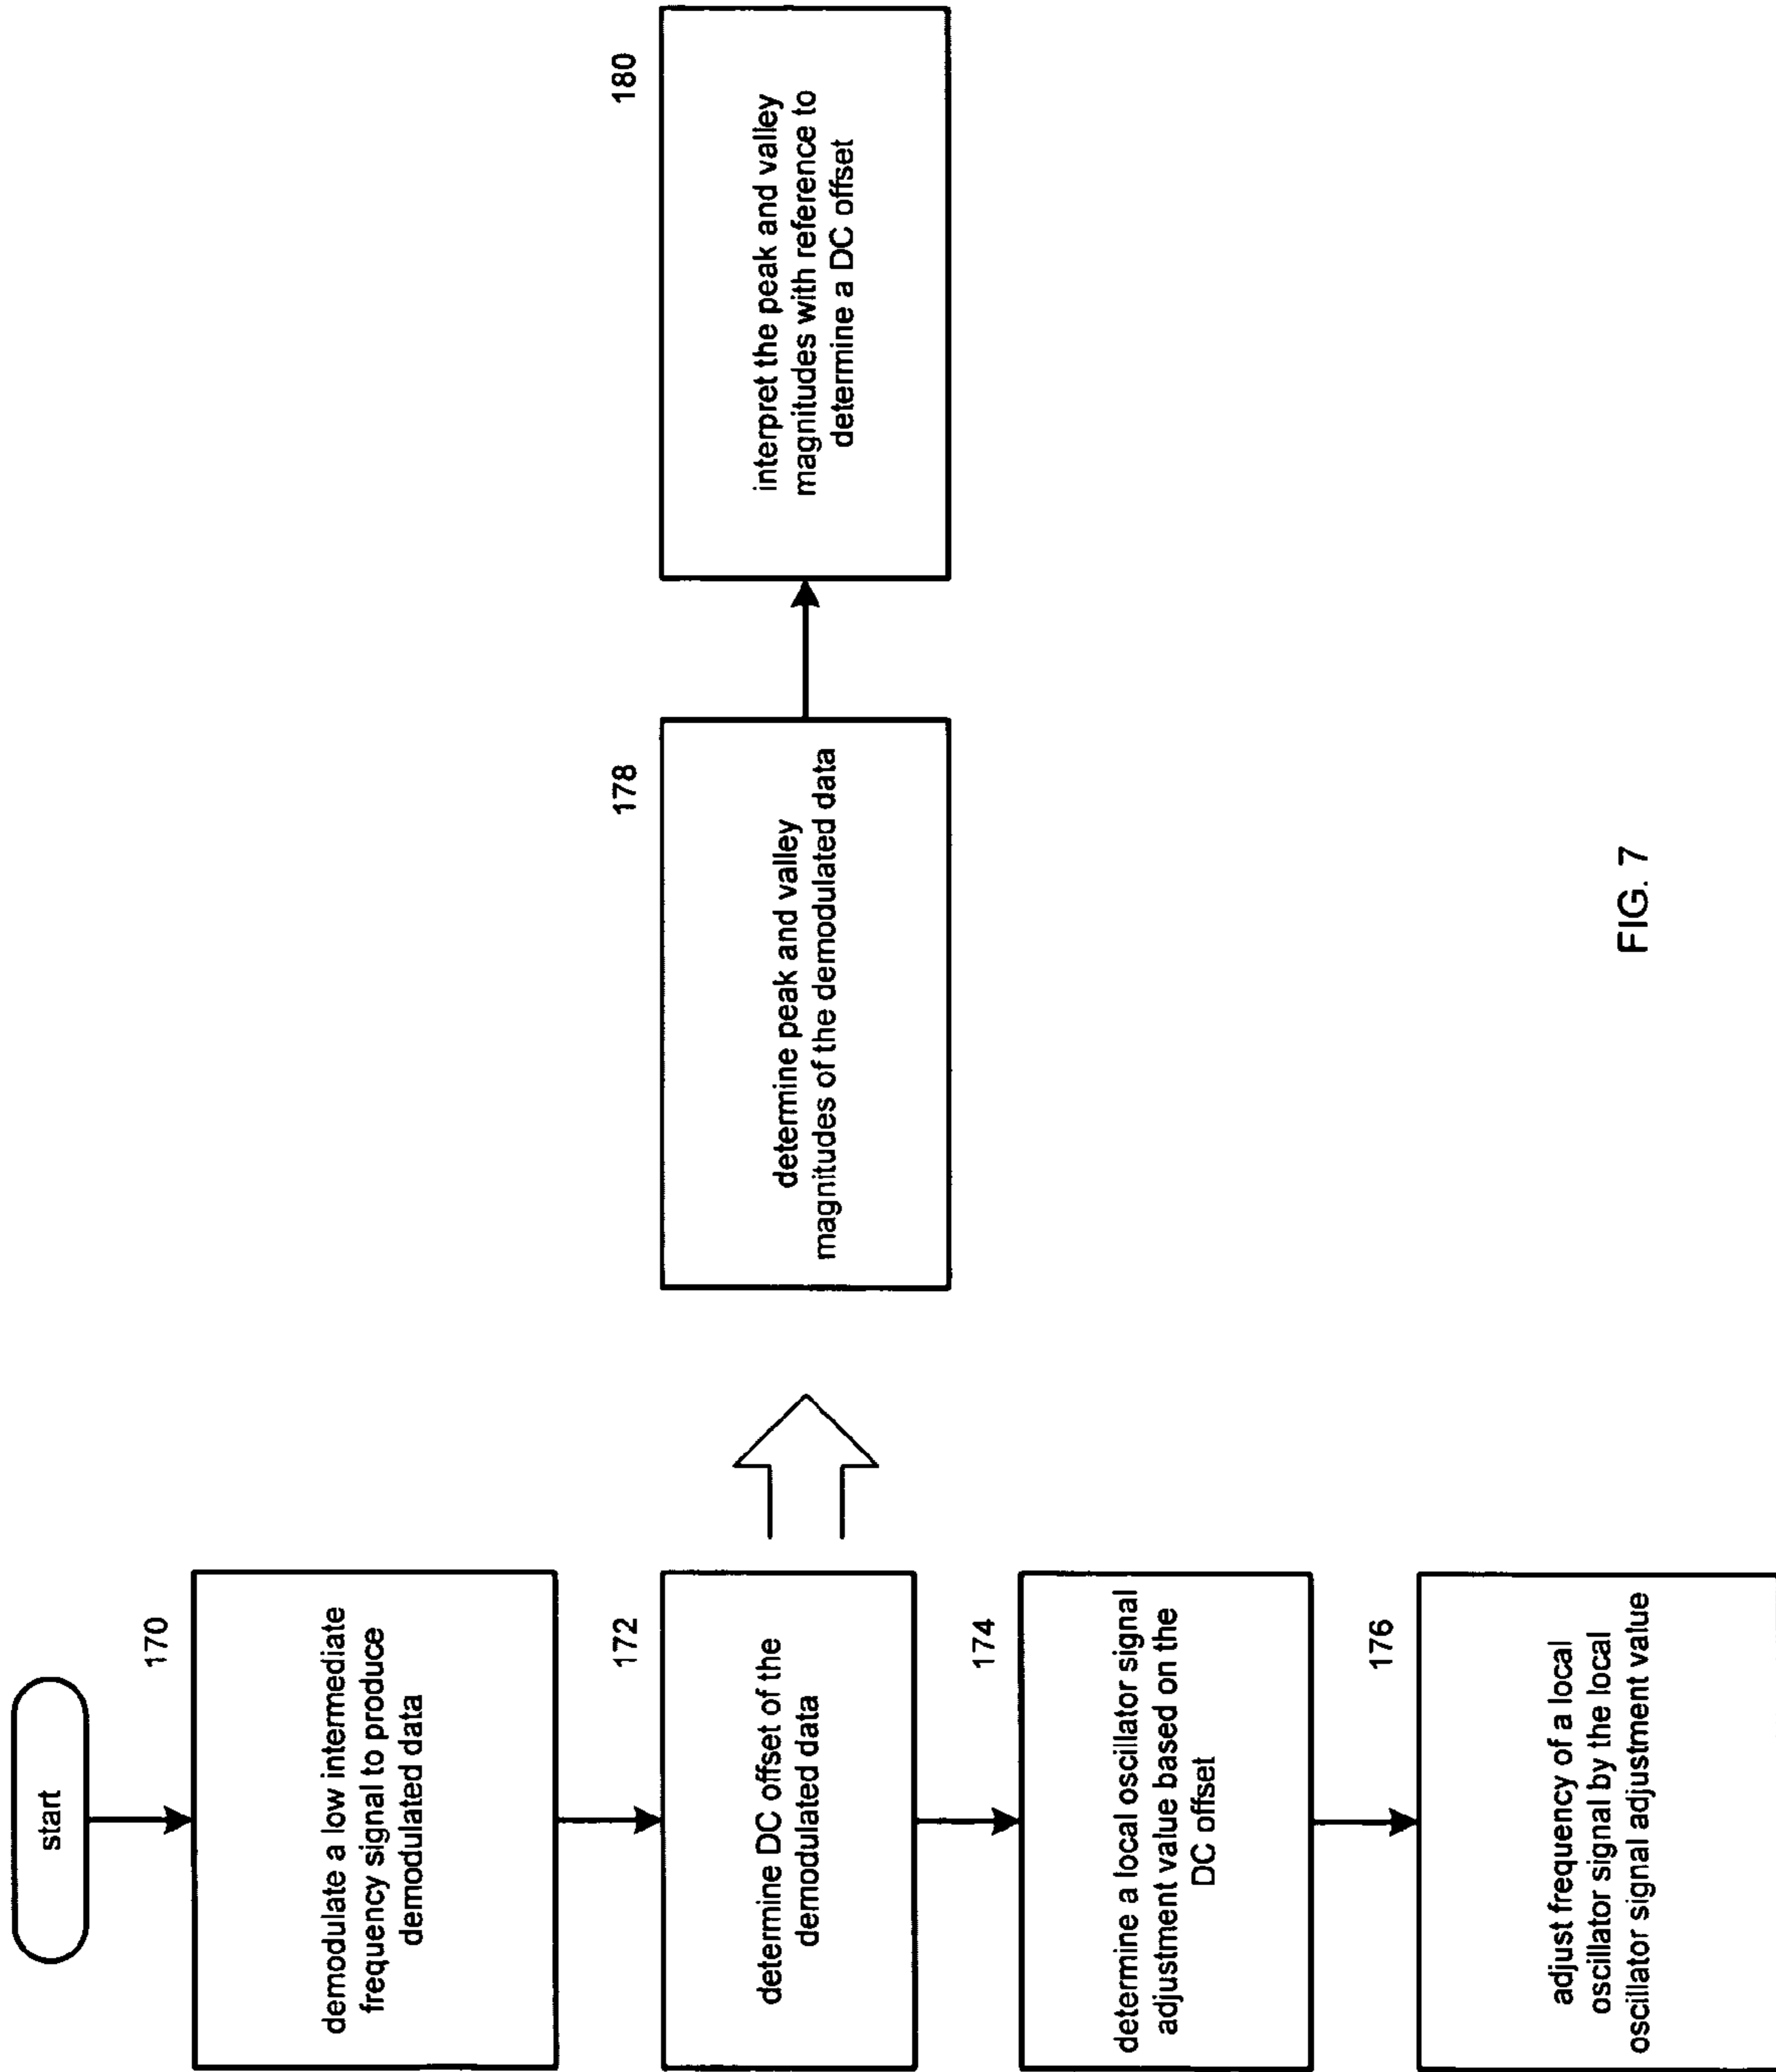 start
170
demodulate a low intermediate
frequency signal to produce
demodulated data
172
determine DC offset of the
demodulated data
174
determine a local oscillator signal
adjustment value based on the
DC offset
176
adjust frequency of a local
oscillator signal by the local
oscillator signal adjustment value
178
determine peak and valley
magnitudes of the demodulated data
180
interpret the peak and valley
magnitudes with reference to
determine a DC offset
FIG. 7